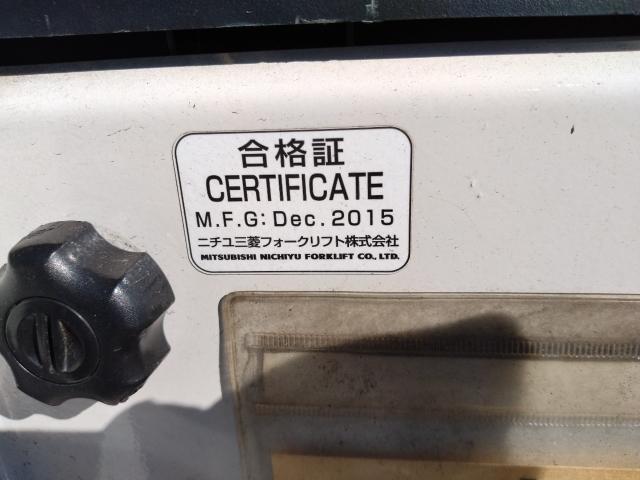 合格証
CERTIFICATE
M.F.G: Dec. 2015
ニチユ三菱フォークリフト株式会社
MITSUBISHI NICHIYU FORKLIFT CO., LTD.